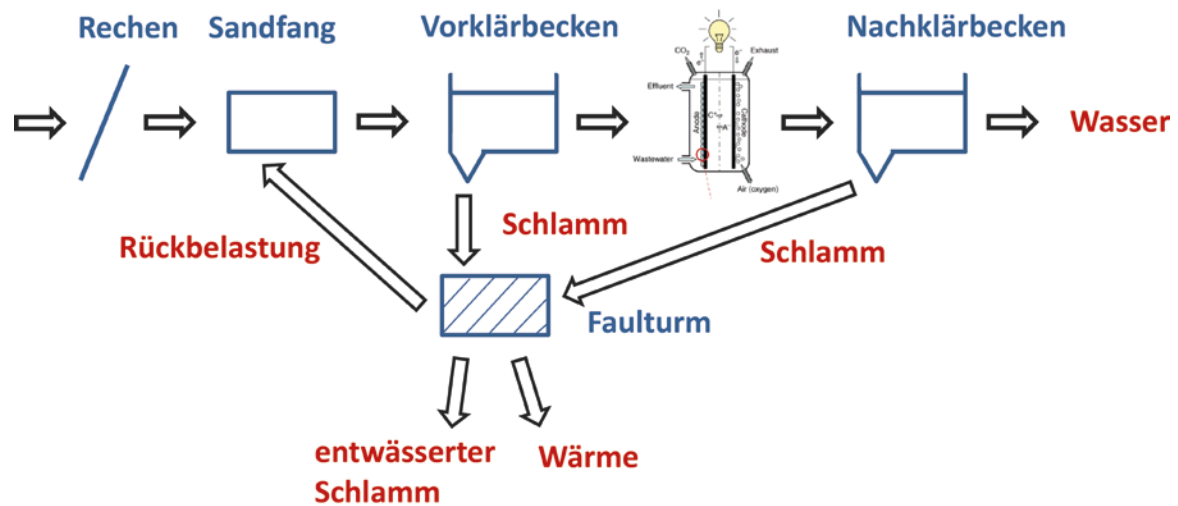 Rechen
Sandfang
Vorklärbecken
Nachklärbecken
CO2
e-
e-
Exhaust
Effluent
Anode
C+
A-
Cathode
Wastewater
Air (oxygen)
Wasser
Rückbelastung
Schlamm
Schlamm
Faulturm
entwässerter
Schlamm
Wärme